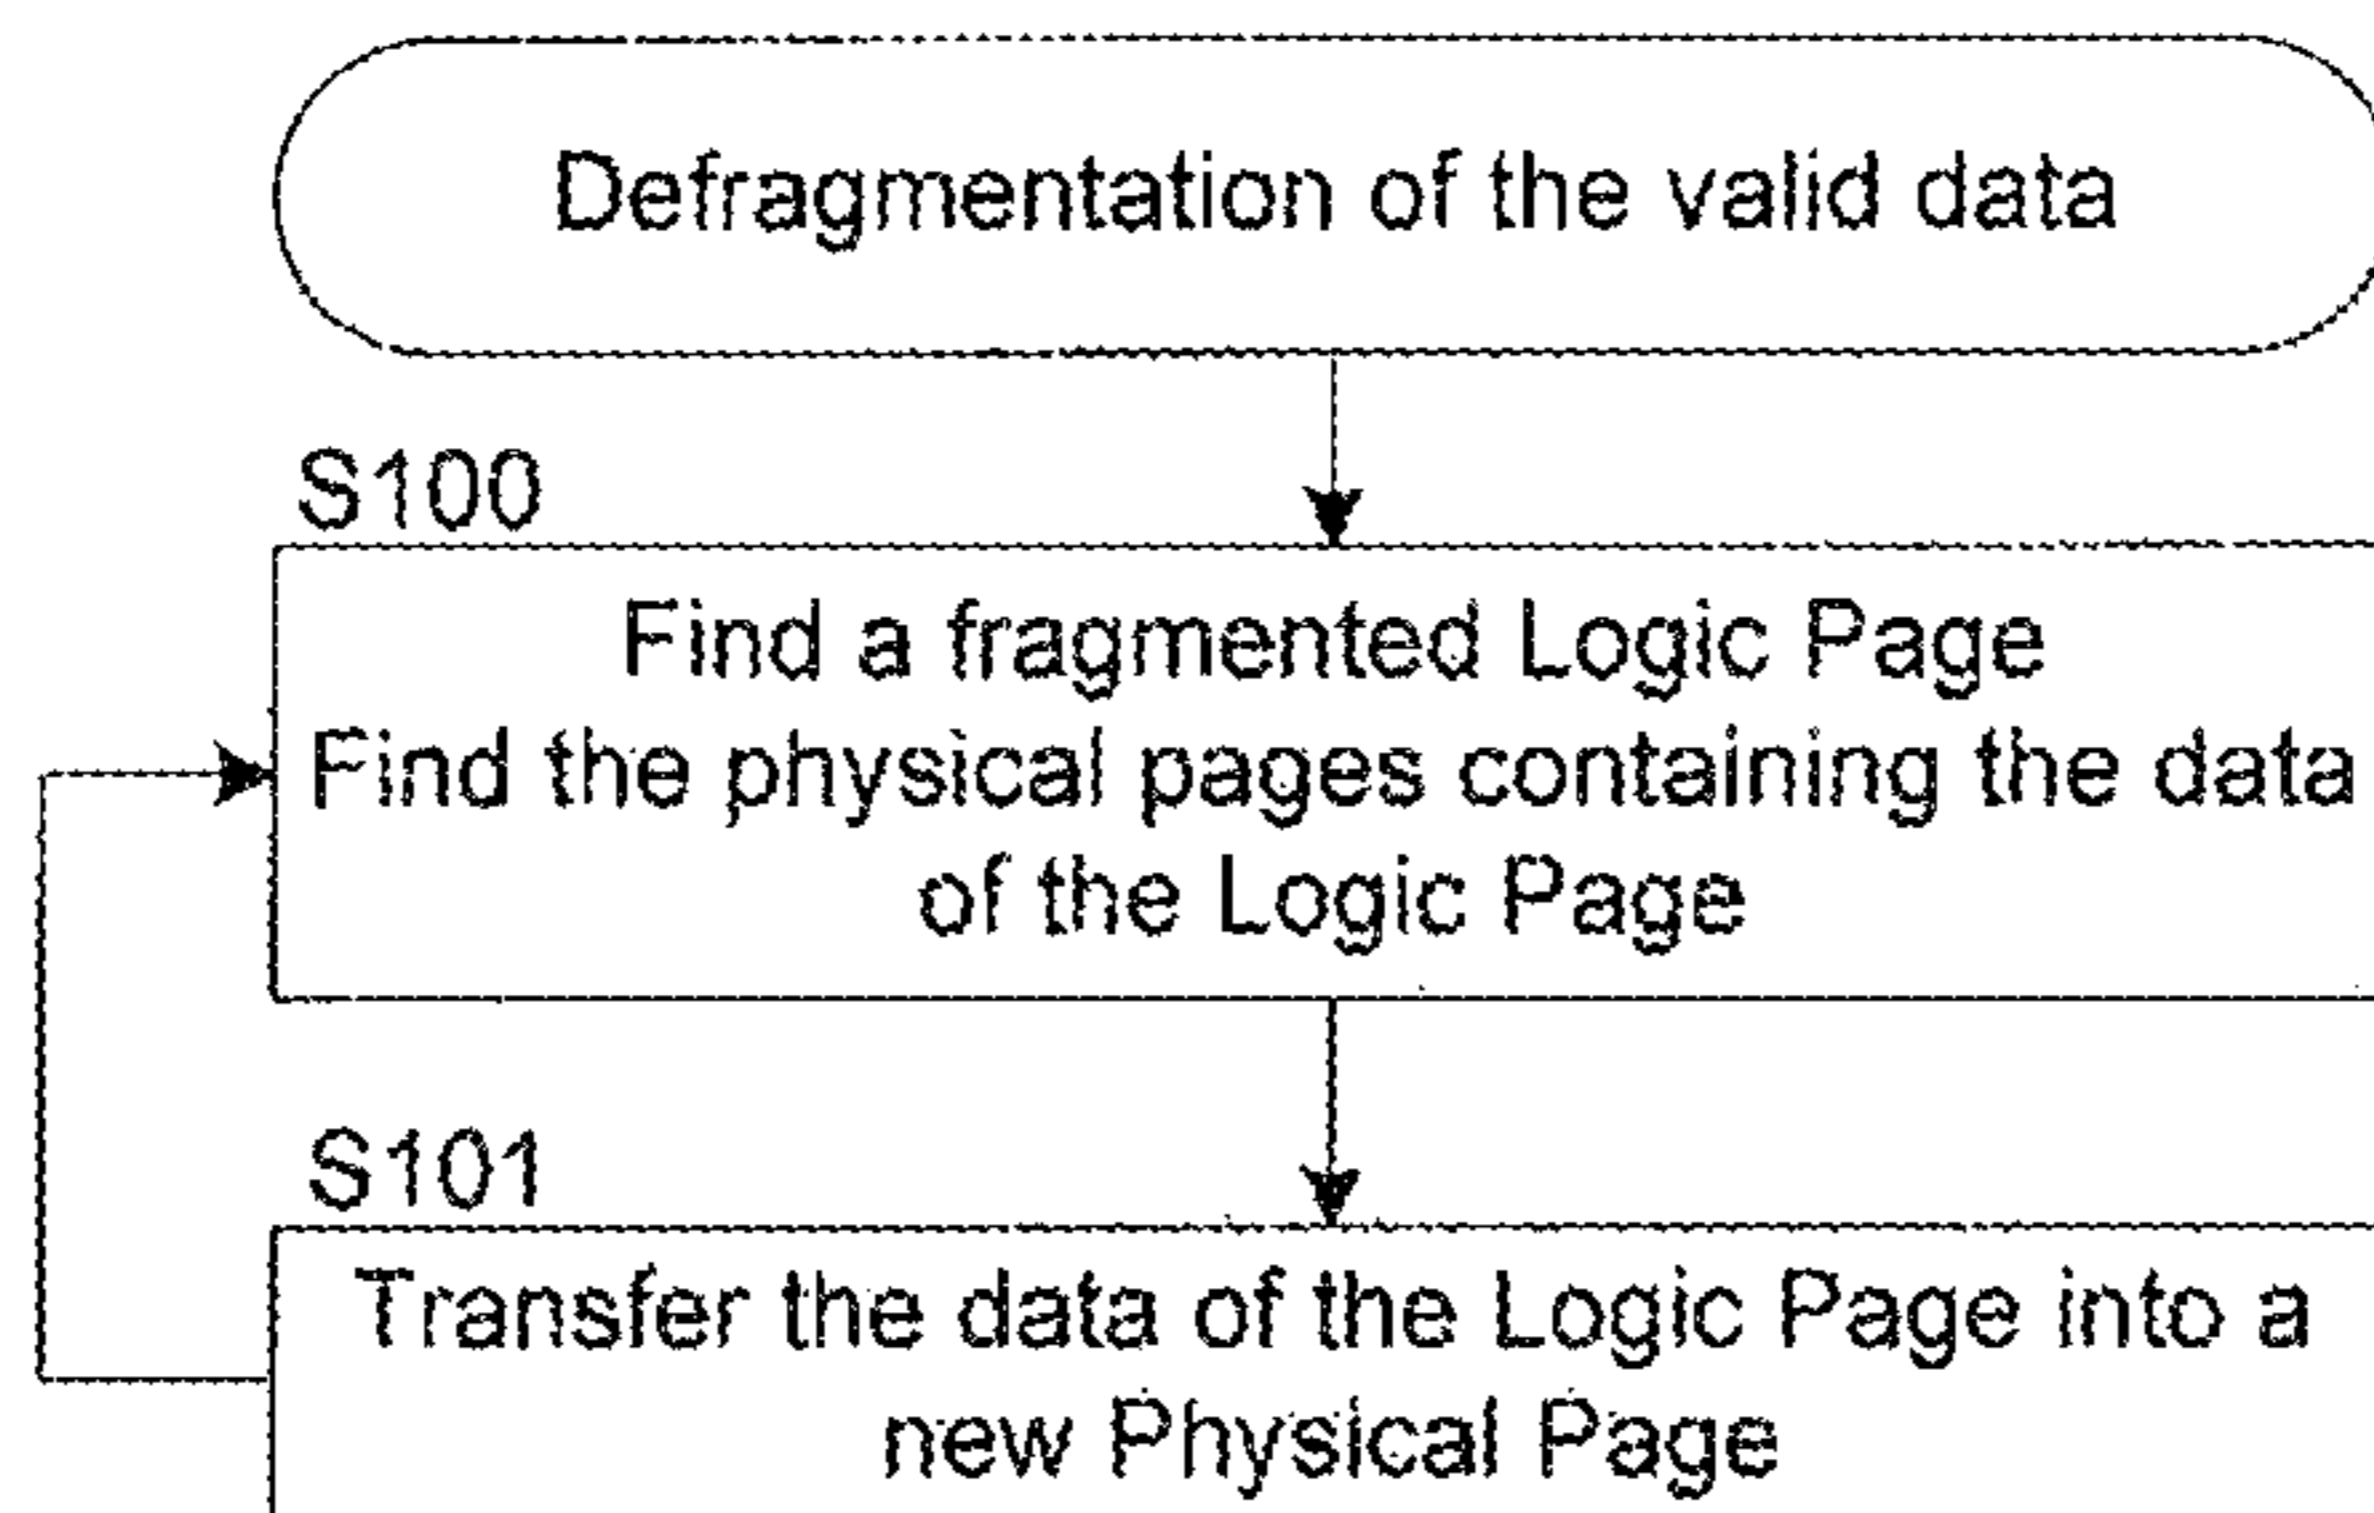 Defragmentation of the valid data
S100
Find a fragmented Logic Page
Find the physical pages containing the data
of the Logic Page
S101
Transfer the data of the Logic Page into a
new Physical Page